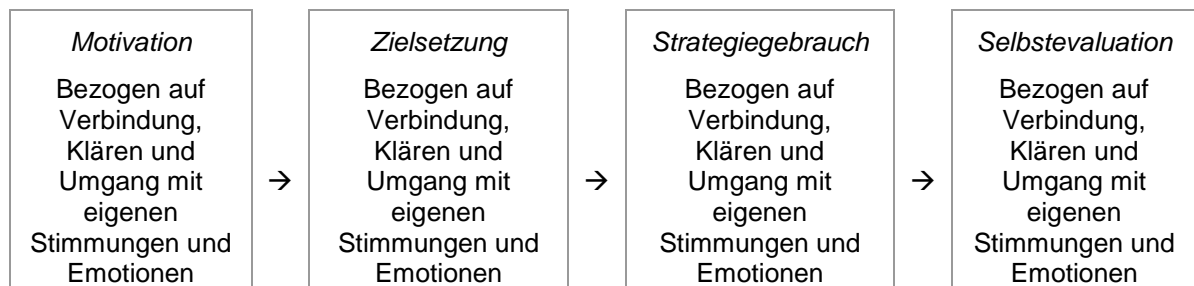 Motivation
Bezogen auf
Verbindung,
Klären und
Umgang mit
eigenen
Stimmungen und
Emotionen
→
Zielsetzung
Bezogen auf
Verbindung,
Klären und
Umgang mit
eigenen
Stimmungen und
Emotionen
→
Strategiegebrauch
Bezogen auf
Verbindung,
Klären und
Umgang mit
eigenen
Stimmungen und
Emotionen
→
Selbstevaluation
Bezogen auf
Verbindung,
Klären und
Umgang mit
eigenen
Stimmungen und
Emotionen